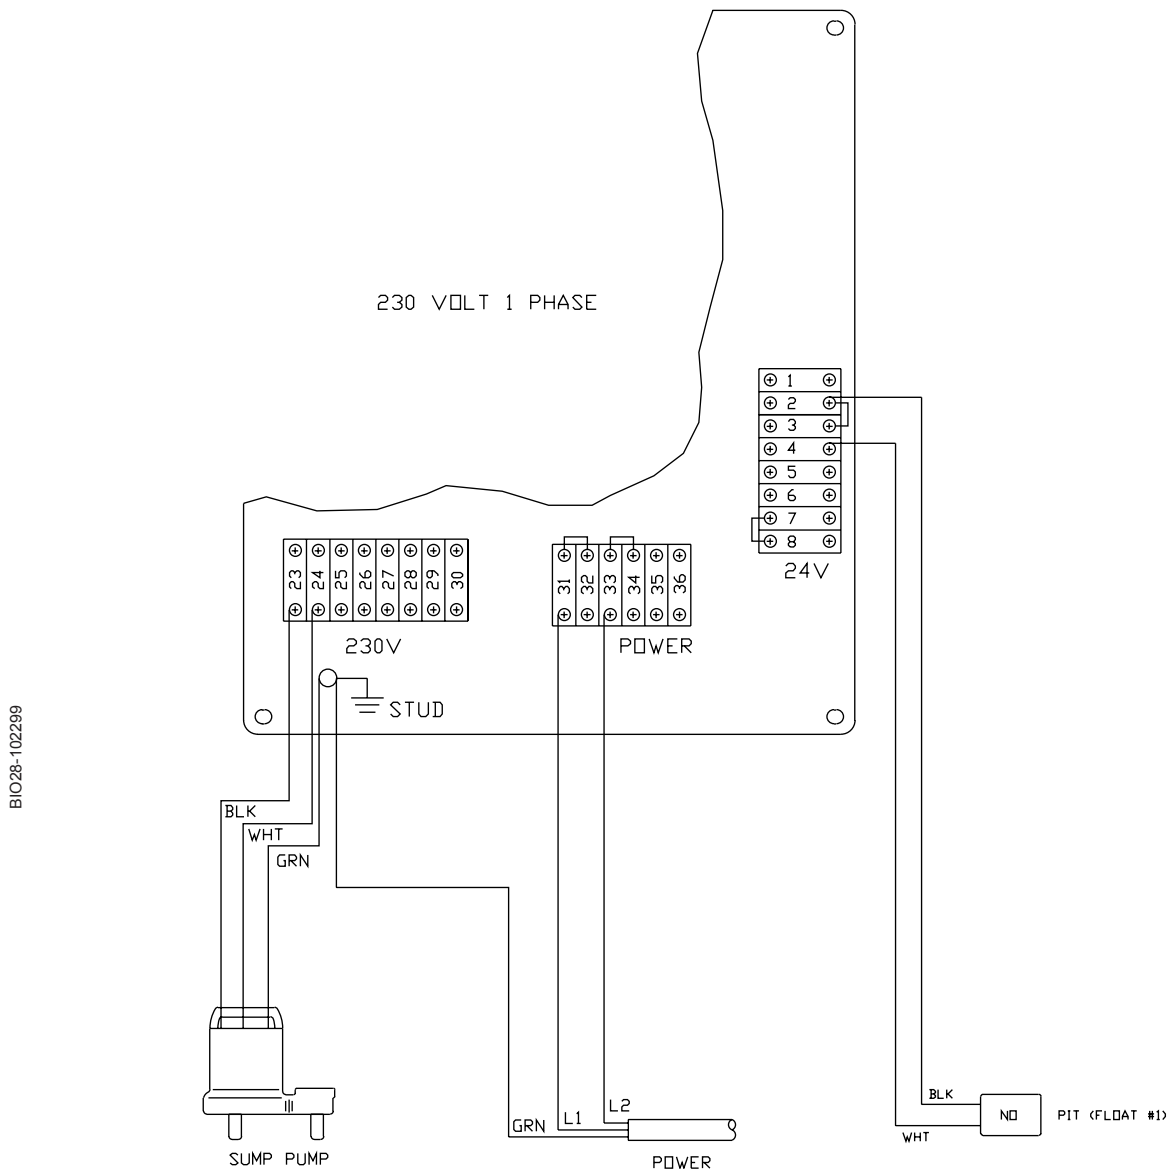 230 VOLT 1 PHASE
1
2
3
4
5
6
7
8
24V
23 24 25 26 27 28 29 30
230V
31 32 33 34 35 36
POWER
STUD
BIO28-102299
BLK
WHT
GRN
BLK
L2
L1
GRN
NO
PIT (FLOAT #1)
WHT
SUMP PUMP
POWER